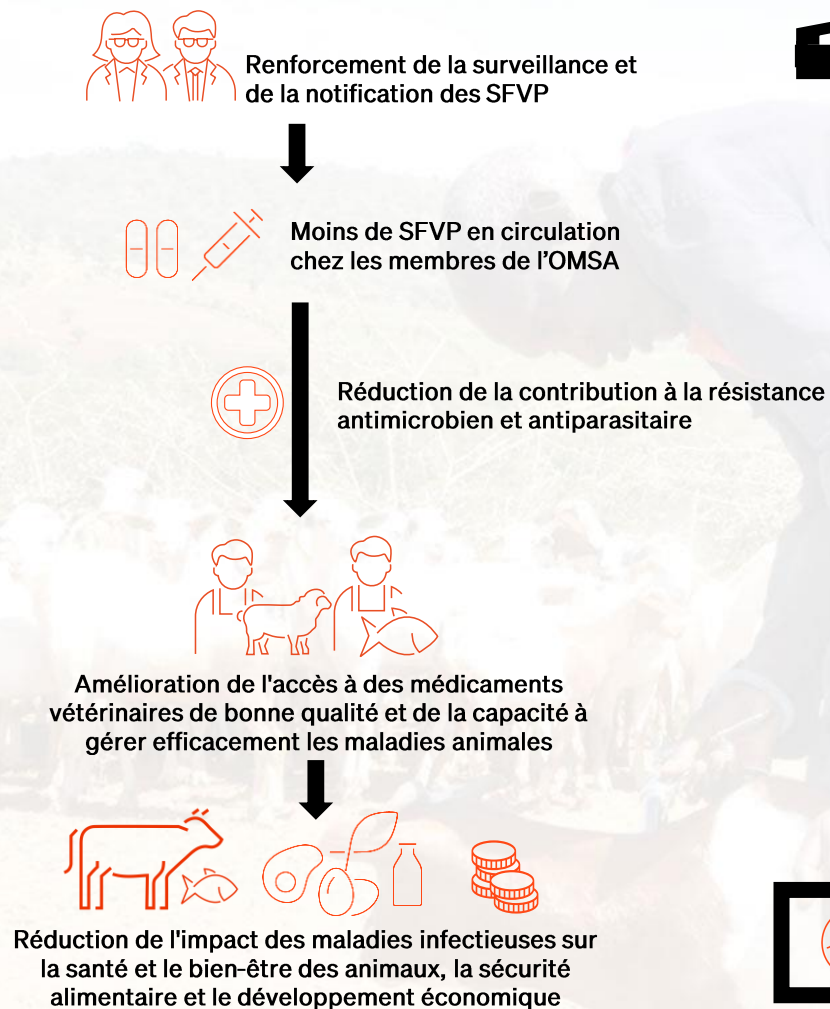 Renforcement de la surveillance et
de la notification des SFVP
Moins de SFVP en circulation
chez les membres de l'OMSA
Réduction de la contribution à la résistance
antimicrobien et antiparasitaire
Amélioration de l'accès à des médicaments
vétérinaires de bonne qualité et de la capacité à
gérer efficacement les maladies animales
Réduction de l'impact des maladies infectieuses sur
la santé et le bien-être des animaux, la sécurité
alimentaire et le développement économique